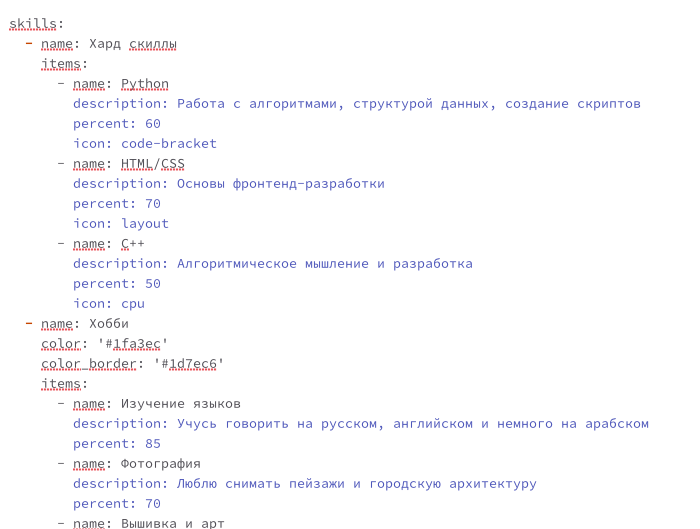 skills:
- name: Хард скиллы
items:
- name: Python
description: Работа с алгоритмами, структурой данных, создание скриптов
percent: 60
icon: code-bracket
- name: HTML/CSS
description: Основы фронтенд-разработки
percent: 70
icon: layout
- name: C++
description: Алгоритмическое мышление и разработка
percent: 50
icon: cpu
- name: Хобби
color: '#1fa3ec'
color_border: '#1d7ec6'
items:
- name: Изучение языков
description: Учусь говорить на русском, английском и немного на арабском
percent: 85
- name: Фотография
description: Люблю снимать пейзажи и городскую архитектуру
percent: 70
- name: Вышивка и арт